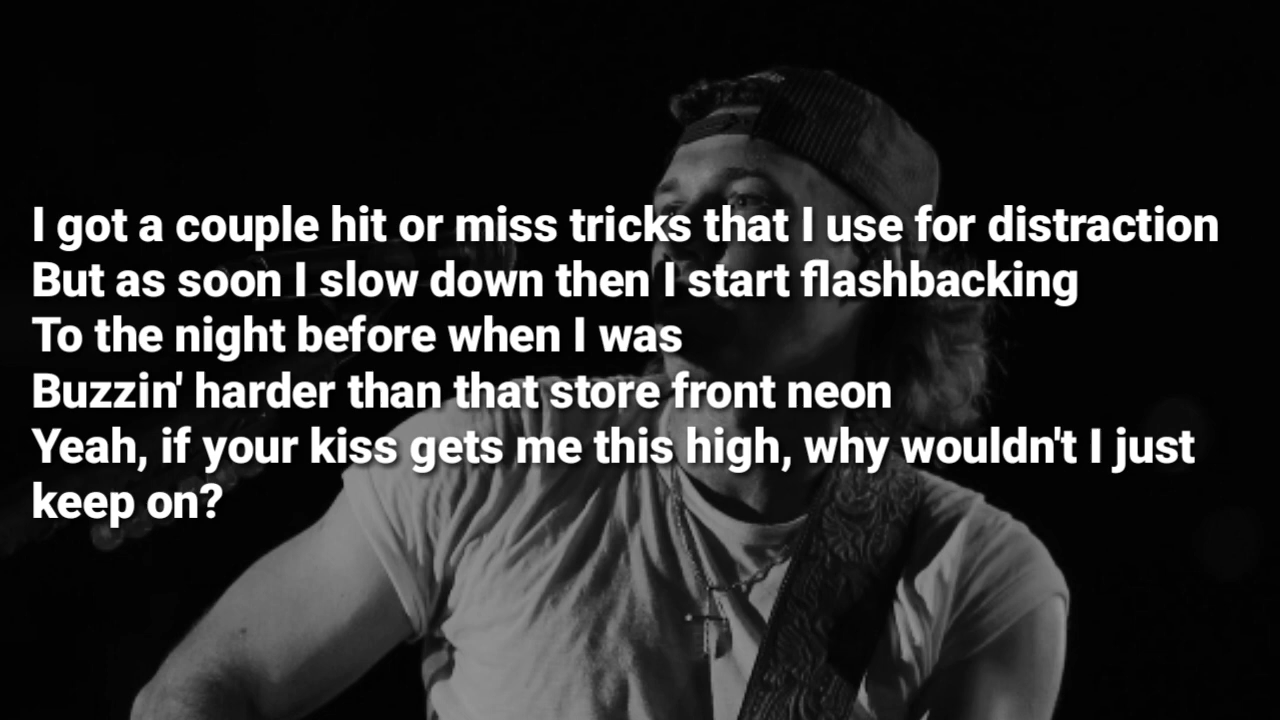 I got a couple hit or miss tricks that I use for distraction
But as soon I slow down then I start flashbacking
To the night before when I was
Buzzin' harder than that store front neon
Yeah, if your kiss gets me this high, why wouldn't I just
keep on?